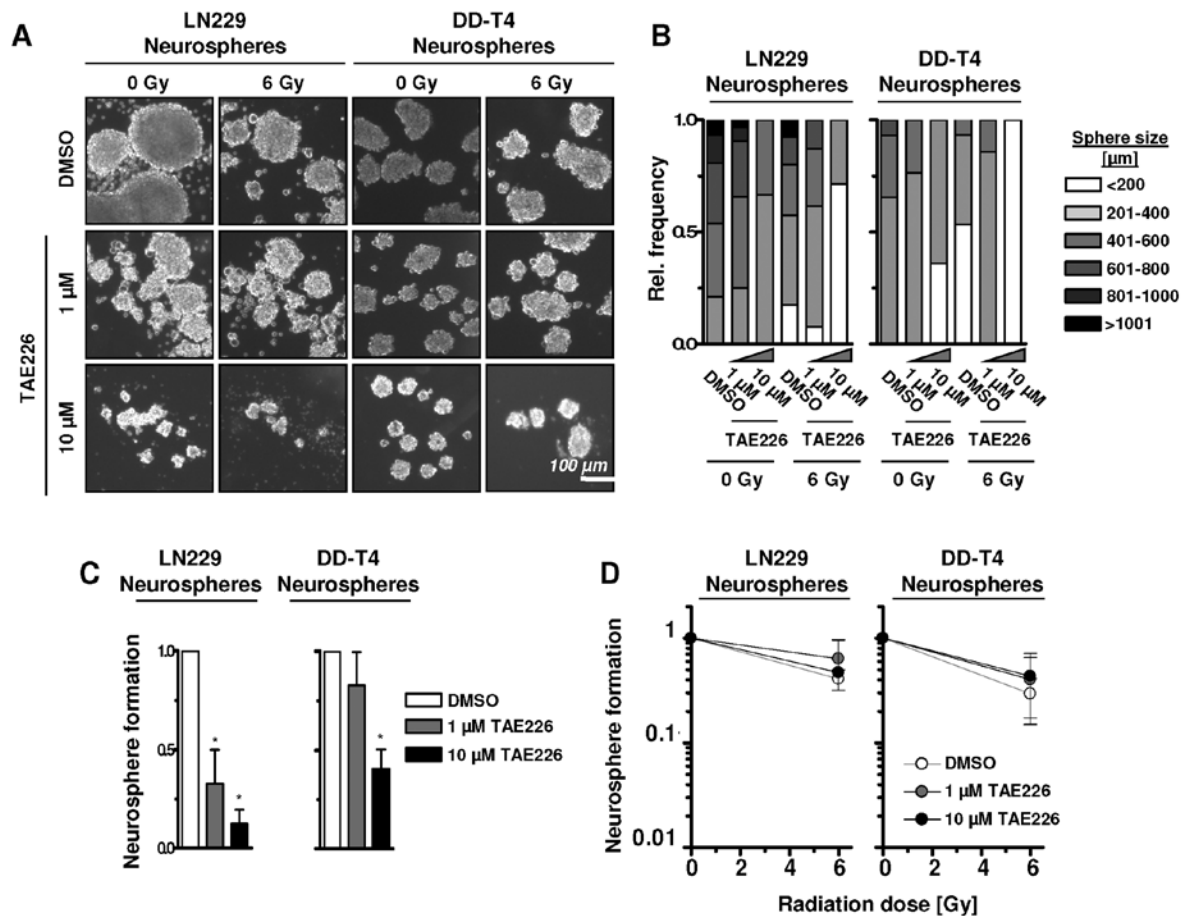 A
LN229
Neurospheres
DD-T4
Neurospheres
0 Gy
6 Gy
0 Gy
6 Gy
DMSO
TAE226
1 µM
10 µM
100 µm
B
LN229
Neurospheres
DD-T4
Neurospheres
Rel. frequency
1.0
0.5
0.0
DMSO
1 µM
10 µM
DMSO
1 µM
10 µM
DMSO
1 µM
10 µM
DMSO
1 µM
10 µM
TAE226
TAE226
TAE226
TAE226
0 Gy
6 Gy
0 Gy
6 Gy
Sphere size
[µm]
<200
201-400
401-600
601-800
801-1000
>1001
C
LN229
Neurospheres
DD-T4
Neurospheres
Neurosphere formation
1.0
0.5
0.0
*
*
*
DMSO
1 µM TAE226
10 µM TAE226
D
LN229
Neurospheres
DD-T4
Neurospheres
Neurosphere formation
1
0.1
0.01
DMSO
1 µM TAE226
10 µM TAE226
0 2 4 6
0 2 4 6
Radiation dose [Gy]